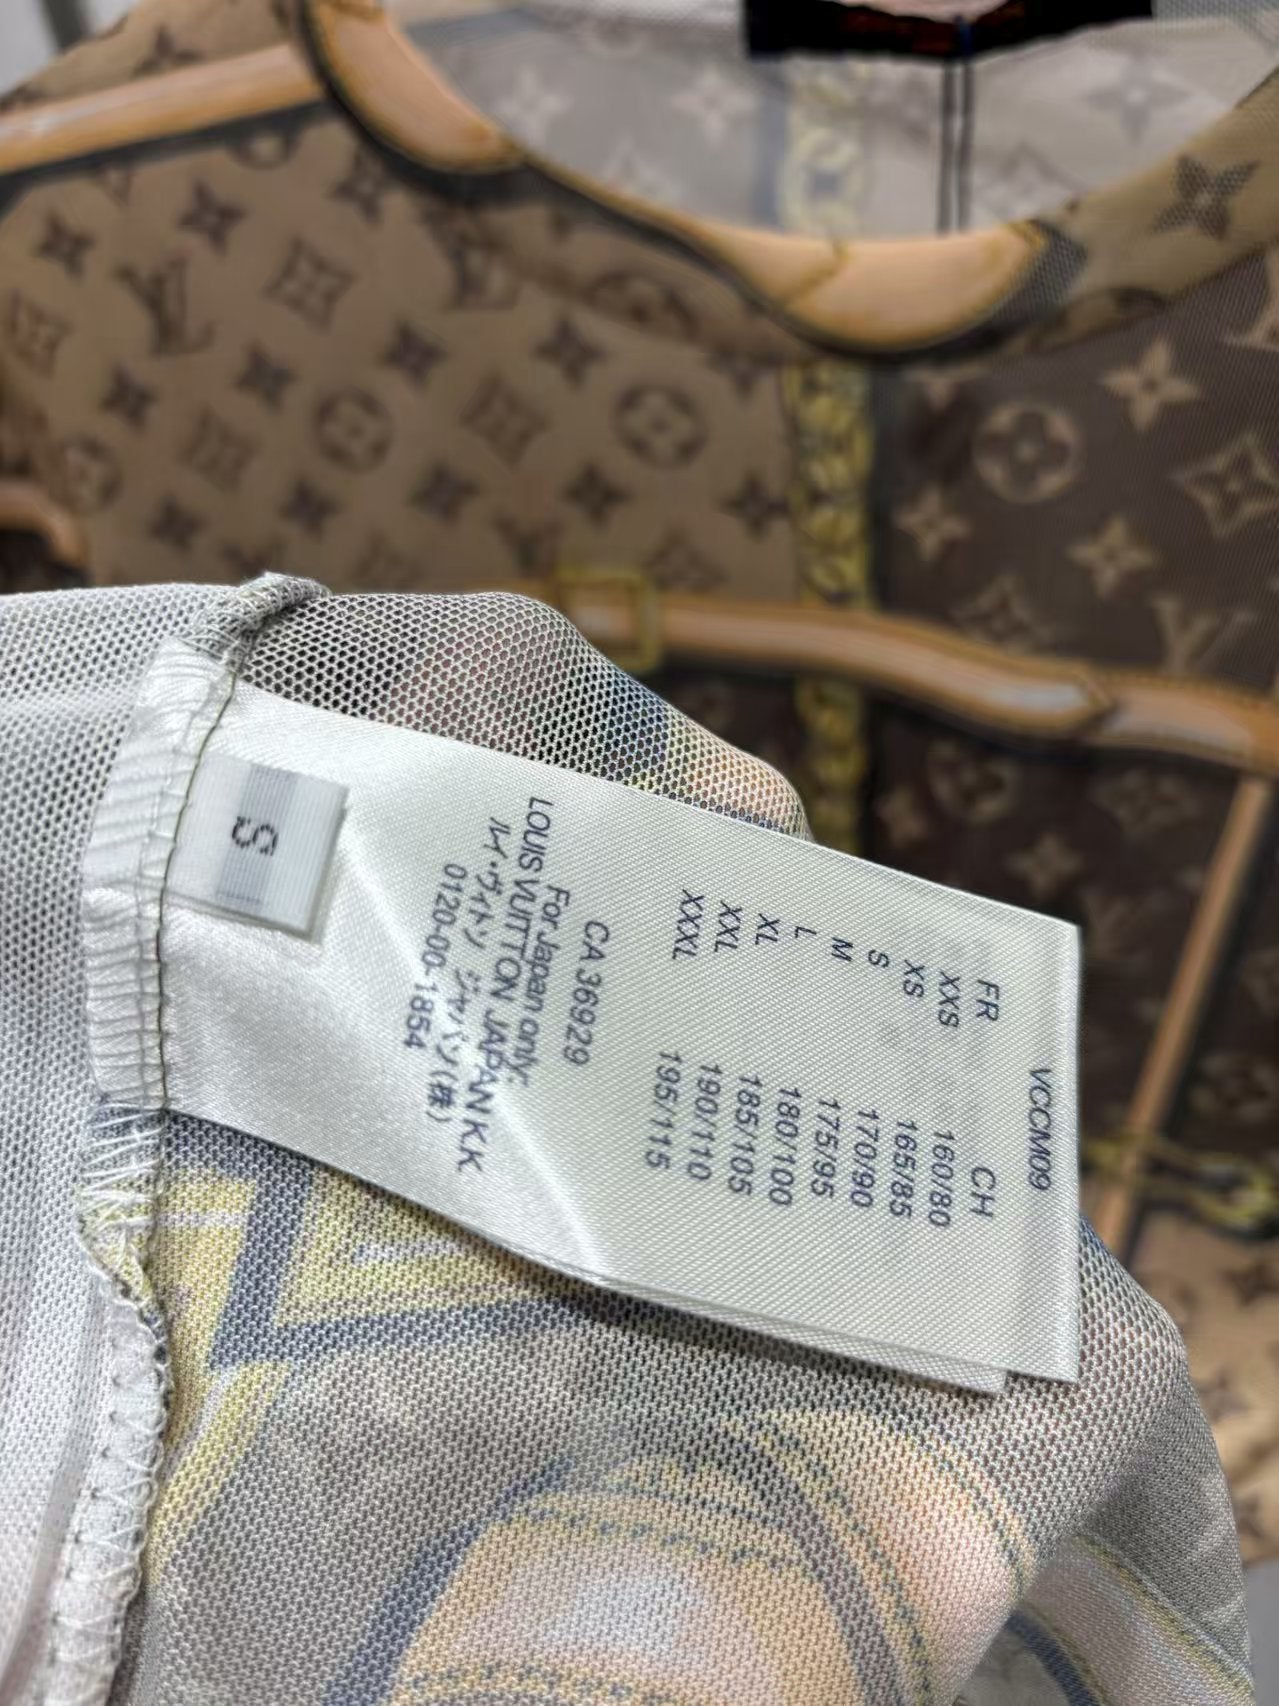 VCCM09
FR CH
XXS 160/80
XS 165/85
S 170/90
M 175/95
L 180/100
XL 185/105
XXL 190/110
XXXL 195/115
CA 36929
For Japan only:
LOUIS VUITTON JAPAN K.K
ルイ・ヴィトン ジャパン(株)
0120-00-1854
S